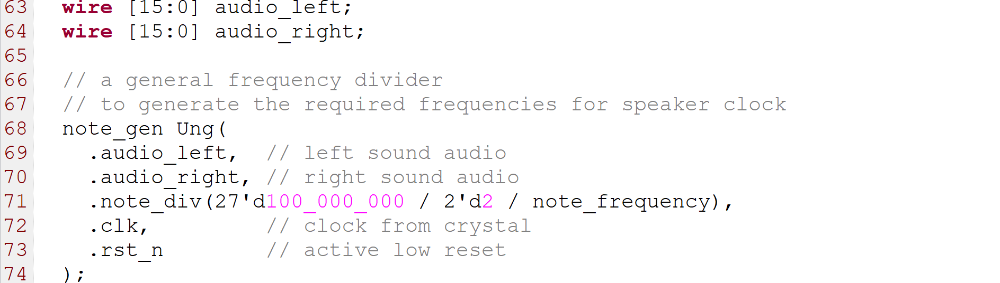 63 wire [15:0] audio_left;
64 wire [15:0] audio_right;
65
66 // a general frequency divider
67 // to generate the required frequencies for speaker clock
68 note_gen Ung(
69 .audio_left, // left sound audio
70 .audio_right, // right sound audio
71 .note_div(27'd100_000_000 / 2'd2 / note_frequency),
72 .clk, // clock from crystal
73 .rst_n // active low reset
74 );